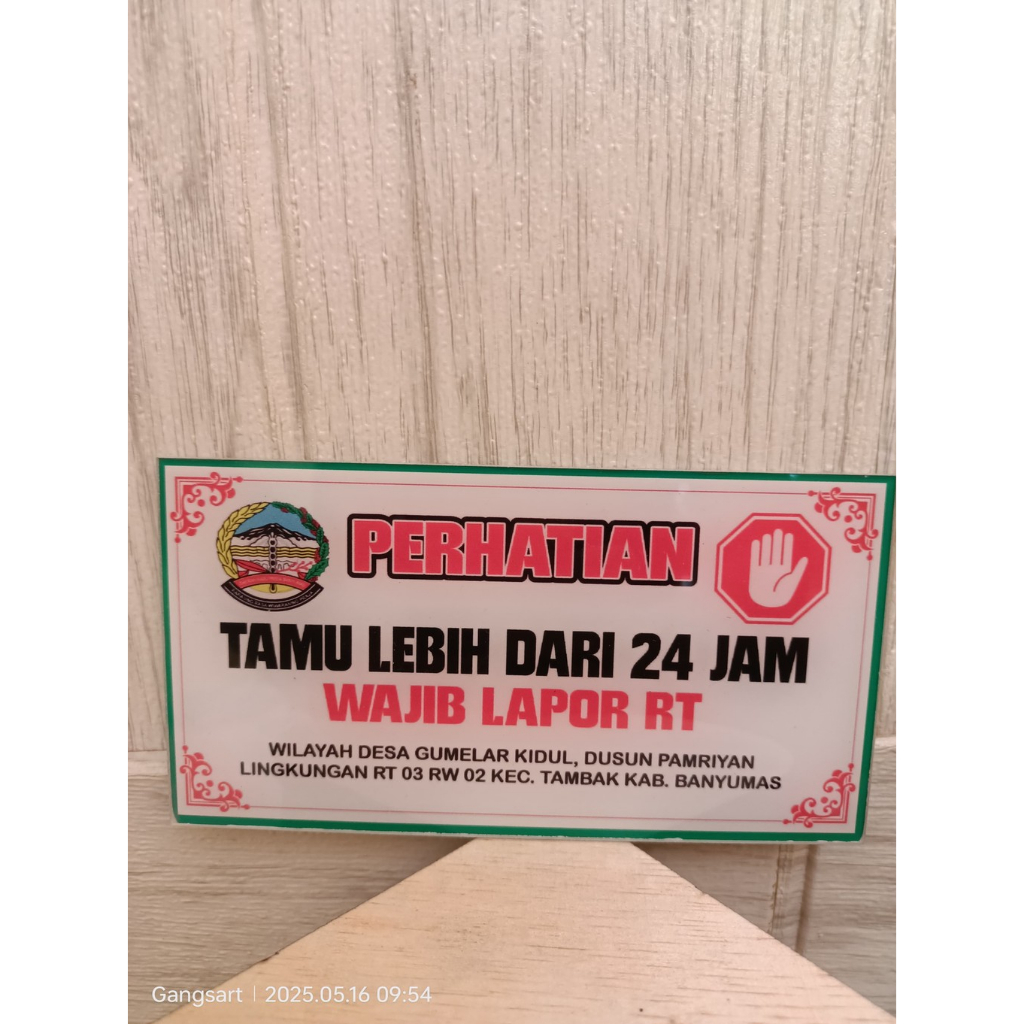 PERHATIAN
TAMU LEBIH DARI 24 JAM
WAJIB LAPOR RT
WILAYAH DESA GUMELAR KIDUL, DUSUN PAMRIYAN
LINGKUNGAN RT 03 RW 02 KEC. TAMBAK KAB. BANYUMAS
Gangsart | 2025.05.16 09:54